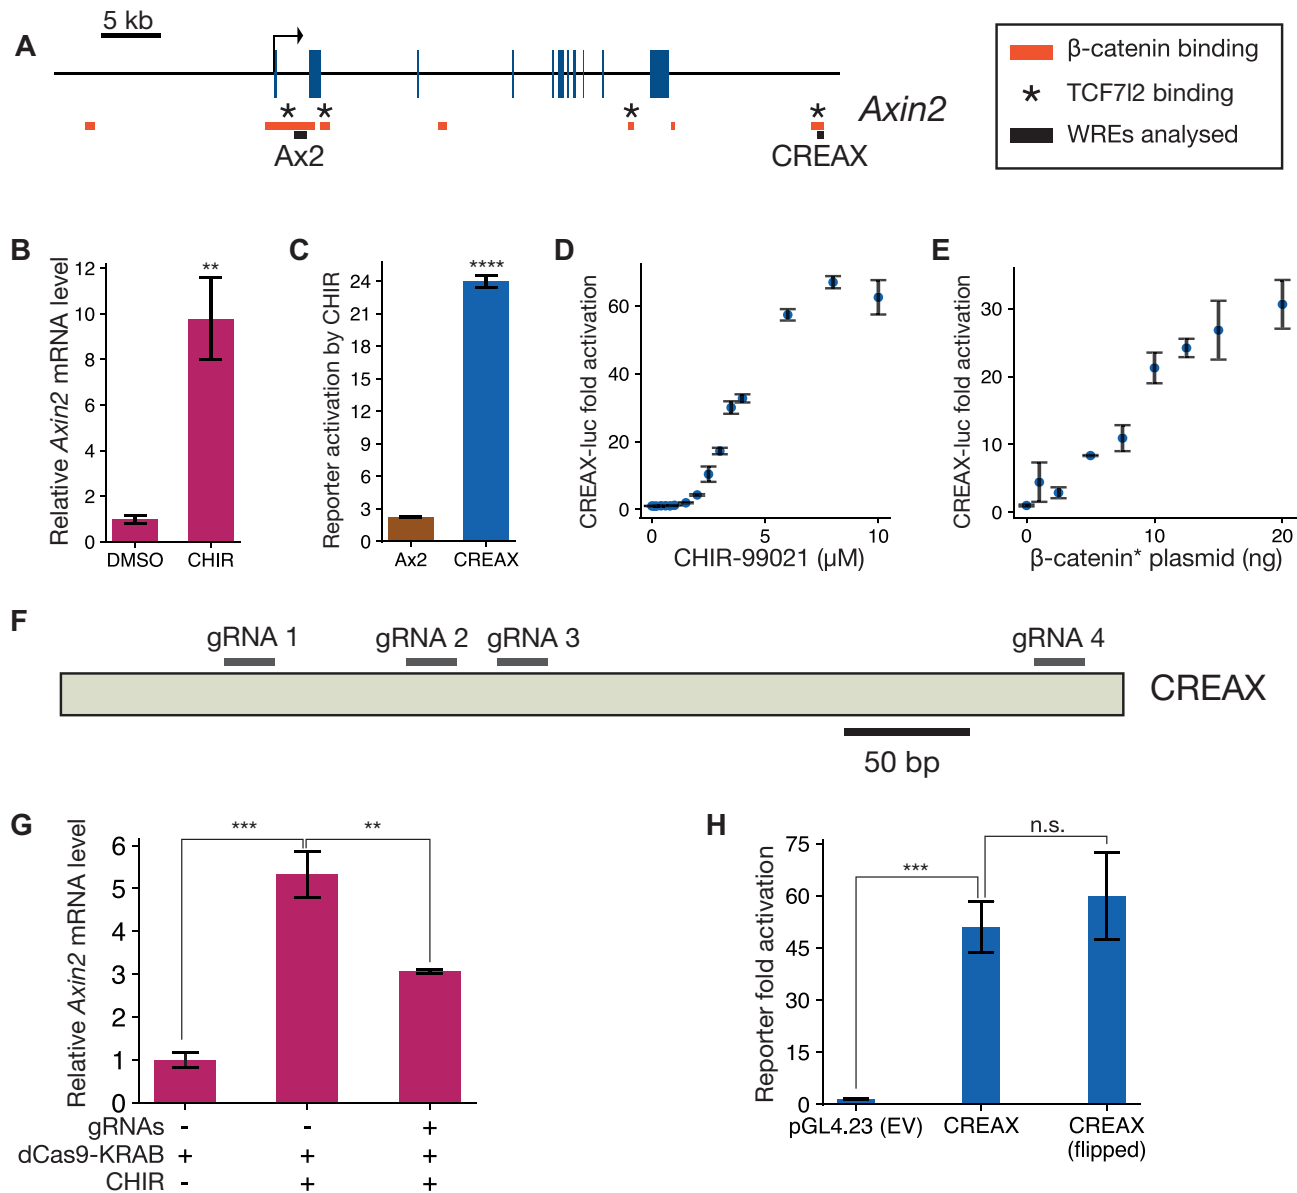 A
5 kb
* * * *
Axin2
Ax2
CREAX
β-catenin binding
* TCF7l2 binding
WREs analysed
B
Relative Axin2 mRNA level
12
10
8
6
4
2
0
**
DMSO CHIR
C
Reporter activation by CHIR
24
21
18
15
12
9
6
3
0
****
Ax2 CREAX
D
CREAX-luc fold activation
60
40
20
0
0 5 10
CHIR-99021 (μM)
E
CREAX-luc fold activation
30
20
10
0
0 10 20
β-catenin* plasmid (ng)
F
gRNA 1 gRNA 2 gRNA 3 gRNA 4
CREAX
50 bp
G
Relative Axin2 mRNA level
6
5
4
3
2
1
0
*** **
gRNAs - - +
dCas9-KRAB + + +
CHIR - + +
H
Reporter fold activation
75
60
45
30
15
0
*** n.s.
pGL4.23 (EV) CREAX CREAX
(flipped)